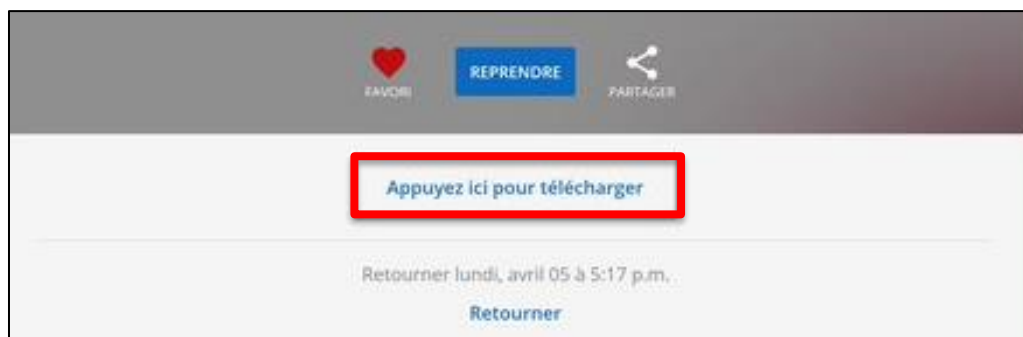 REPRENDRE
FAVORI
PARTAGER
Appuyez ici pour télécharger
Retourner lundi, avril 05 à 5:17 p.m.
Retourner